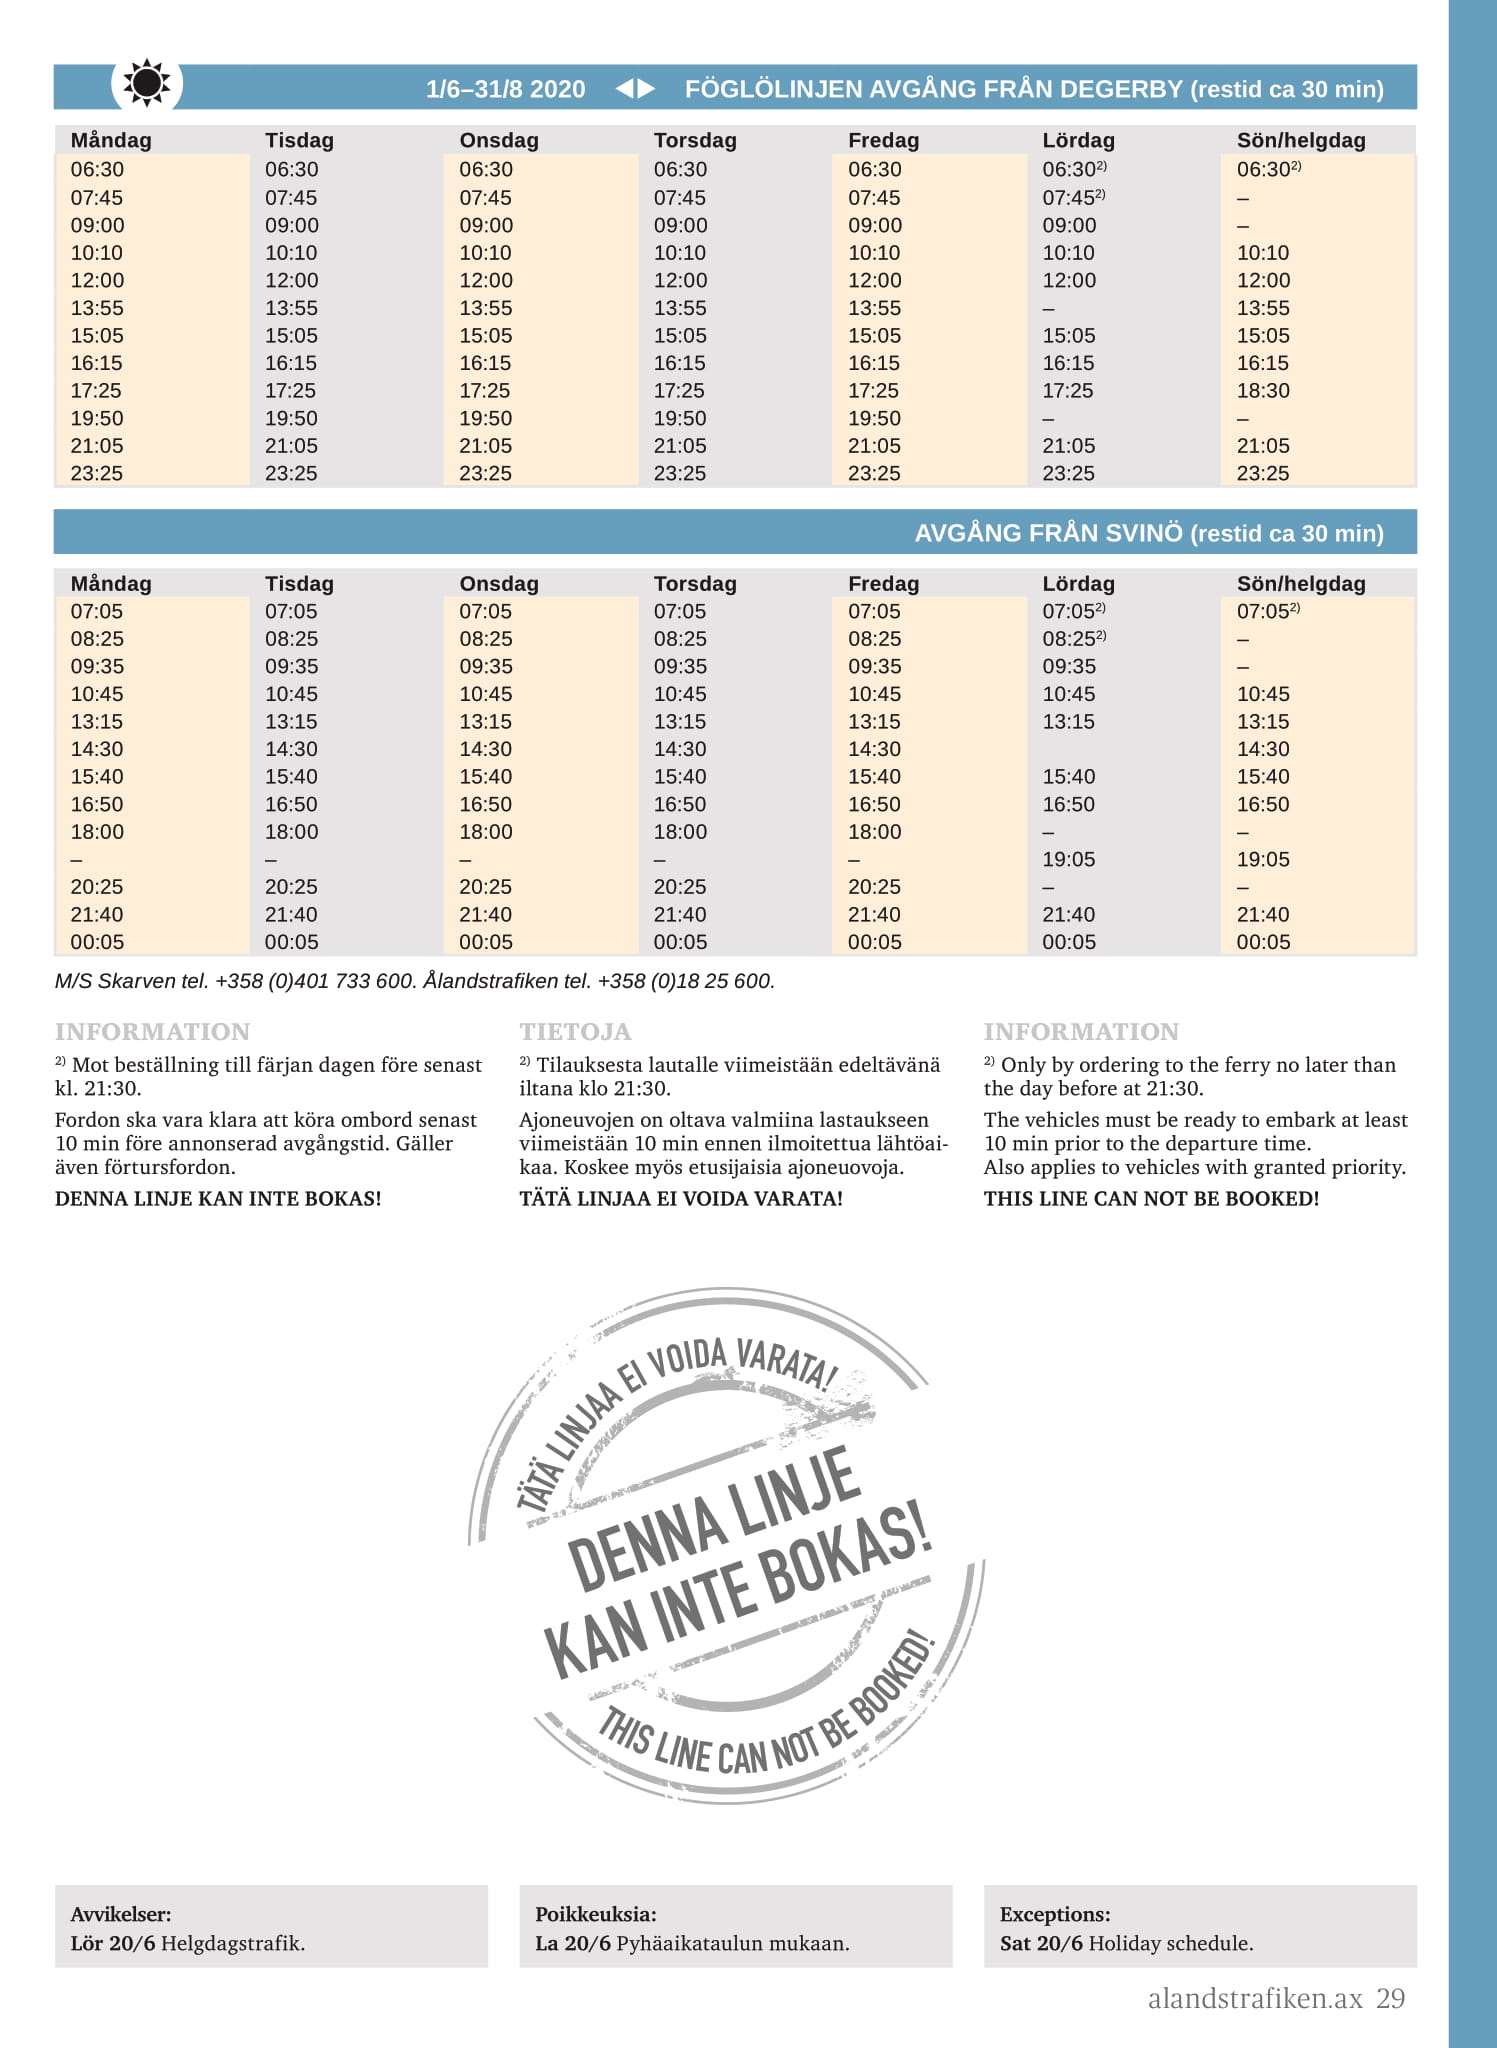 1/6–31/8 2020 FÖGLÖLINJEN AVGÅNG FRÅN DEGERBY (restid ca 30 min)
Måndag Tisdag Onsdag Torsdag Fredag Lördag Sön/helgdag
06:30 06:30 06:30 06:30 06:30 06:30²⁾ 06:30²⁾
07:45 07:45 07:45 07:45 07:45 07:45²⁾ –
09:00 09:00 09:00 09:00 09:00 09:00 –
10:10 10:10 10:10 10:10 10:10 10:10 10:10
12:00 12:00 12:00 12:00 12:00 12:00 12:00
13:55 13:55 13:55 13:55 13:55 – 13:55
15:05 15:05 15:05 15:05 15:05 15:05 15:05
16:15 16:15 16:15 16:15 16:15 16:15 16:15
17:25 17:25 17:25 17:25 17:25 17:25 18:30
19:50 19:50 19:50 19:50 19:50 – –
21:05 21:05 21:05 21:05 21:05 21:05 21:05
23:25 23:25 23:25 23:25 23:25 23:25 23:25
AVGÅNG FRÅN SVINÖ (restid ca 30 min)
Måndag Tisdag Onsdag Torsdag Fredag Lördag Sön/helgdag
07:05 07:05 07:05 07:05 07:05 07:05²⁾ 07:05²⁾
08:25 08:25 08:25 08:25 08:25 08:25²⁾ –
09:35 09:35 09:35 09:35 09:35 09:35 –
10:45 10:45 10:45 10:45 10:45 10:45 10:45
13:15 13:15 13:15 13:15 13:15 13:15 13:15
14:30 14:30 14:30 14:30 14:30 14:30
15:40 15:40 15:40 15:40 15:40 15:40 15:40
16:50 16:50 16:50 16:50 16:50 16:50 16:50
18:00 18:00 18:00 18:00 18:00 – –
– – – – – 19:05 19:05
20:25 20:25 20:25 20:25 20:25 – –
21:40 21:40 21:40 21:40 21:40 21:40 21:40
00:05 00:05 00:05 00:05 00:05 00:05 00:05
M/S Skarven tel. +358 (0)401 733 600. Ålandstrafiken tel. +358 (0)18 25 600.
INFORMATION
²⁾ Mot beställning till färjan dagen före senast
kl. 21:30.
Fordon ska vara klara att köra ombord senast
10 min före annonserad avgångstid. Gäller
även förtursfordon.
DENNA LINJE KAN INTE BOKAS!
TIETOJA
²⁾ Tilauksesta lautalle viimeistään edeltävänä
iltana klo 21:30.
Ajoneuvojen on oltava valmiina lastaukseen
viimeistään 10 min ennen ilmoitettua lähtöai-
kaa. Koskee myös etusijaisia ajoneuovoja.
TÄTÄ LINJAA EI VOIDA VARATA!
INFORMATION
²⁾ Only by ordering to the ferry no later than
the day before at 21:30.
The vehicles must be ready to embark at least
10 min prior to the departure time.
Also applies to vehicles with granted priority.
THIS LINE CAN NOT BE BOOKED!
TÄTÄ LINJAA EI VOIDA VARATA!
DENNA LINJE
KAN INTE BOKAS!
THIS LINE CAN NOT BE BOOKED!
Avvikelser:
Lör 20/6 Helgdagstrafik.
Poikkeuksia:
La 20/6 Pyhäaikataulun mukaan.
Exceptions:
Sat 20/6 Holiday schedule.
alandstrafiken.ax 29